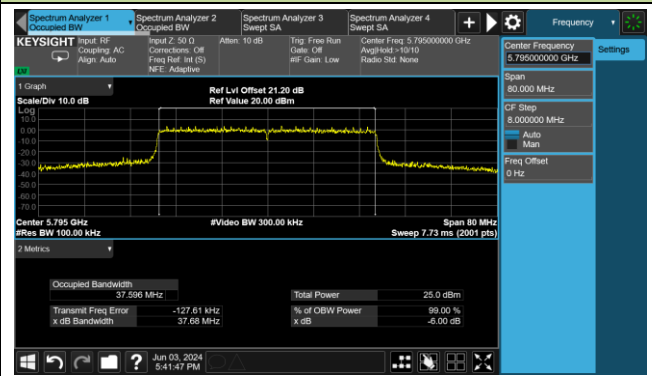 Spectrum Analyzer 1
Occupied BW
Spectrum Analyzer 2
Occupied BW
Spectrum Analyzer 3
Swept SA
Spectrum Analyzer 4
Swept SA
Frequency
KEYSIGHT
Input: RF
Coupling: AC
Align: Auto
Input Z: 50 Ω
Corrections: Off
Freq Ref: Int (S)
NFE: Adaptive
Atten: 10 dB
Trig: Free Run
Gate: Off
#IF Gain: Low
Center Freq: 5.795000000 GHz
Avg|Hold:>10/10
Radio Std: None
Center Frequency
5.795000000 GHz
Settings
Span
80.000 MHz
CF Step
8.000000 MHz
Auto
Man
Freq Offset
0 Hz
1 Graph
Scale/Div 10.0 dB
Ref Lvl Offset 21.20 dB
Ref Value 20.00 dBm
Log
10.0
0.00
-10.0
-20.0
-30.0
-40.0
-50.0
-60.0
-70.0
Center 5.795 GHz
#Res BW 100.00 kHz
#Video BW 300.00 kHz
Span 80 MHz
Sweep 7.73 ms (2001 pts)
2 Metrics
Occupied Bandwidth
37.596 MHz
Transmit Freq Error
-127.61 kHz
x dB Bandwidth
37.68 MHz
Total Power
25.0 dBm
% of OBW Power
99.00 %
x dB
-6.00 dB
?
Jun 03, 2024
5:41:47 PM